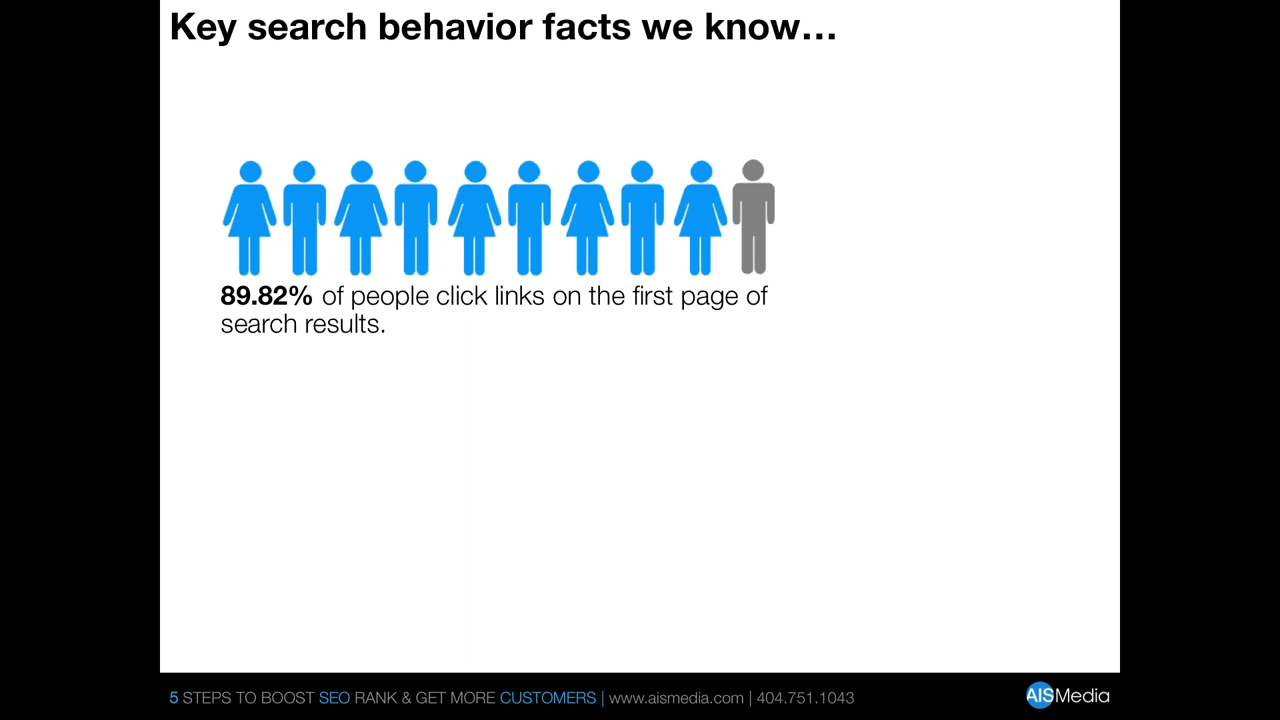 Key search behavior facts we know…
89.82% of people click links on the first page of
search results.
5 STEPS TO BOOST SEO RANK & GET MORE CUSTOMERS | www.aismedia.com | 404.751.1043
AISMedia